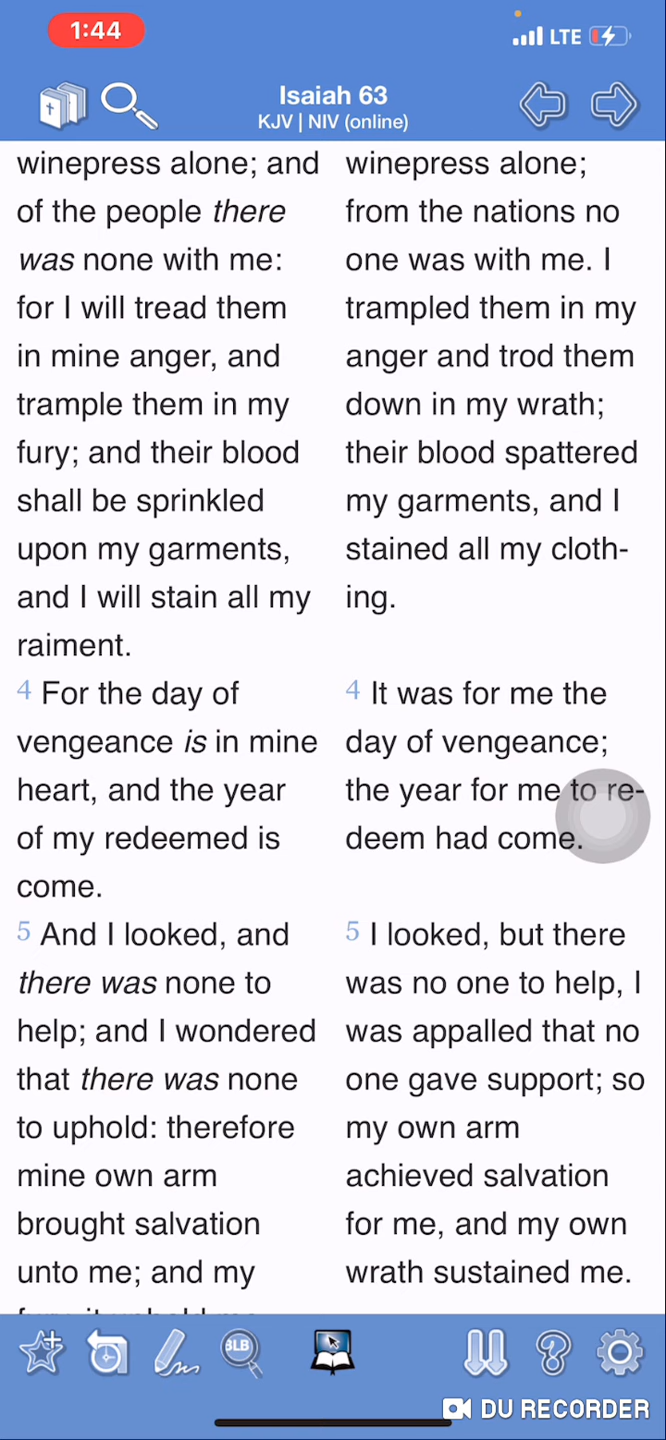 1:44
LTE
Isaiah 63
KJV | NIV (online)
winepress alone; and
of the people there
was none with me:
for I will tread them
in mine anger, and
trample them in my
fury; and their blood
shall be sprinkled
upon my garments,
and I will stain all my
raiment.
4 For the day of
vengeance is in mine
heart, and the year
of my redeemed is
come.
5 And I looked, and
there was none to
help; and I wondered
that there was none
to uphold: therefore
mine own arm
brought salvation
unto me; and my
winepress alone;
from the nations no
one was with me. I
trampled them in my
anger and trod them
down in my wrath;
their blood spattered
my garments, and I
stained all my cloth-
ing.
4 It was for me the
day of vengeance;
the year for me to re-
deem had come.
5 I looked, but there
was no one to help, I
was appalled that no
one gave support; so
my own arm
achieved salvation
for me, and my own
wrath sustained me.
BLB
DU RECORDER